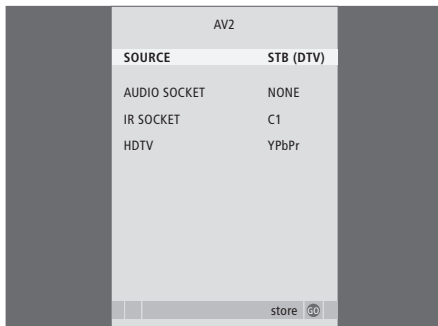 AV2
SOURCE STB (DTV)
AUDIO SOCKET NONE
IR SOCKET C1
HDTV YPbPr
store GO